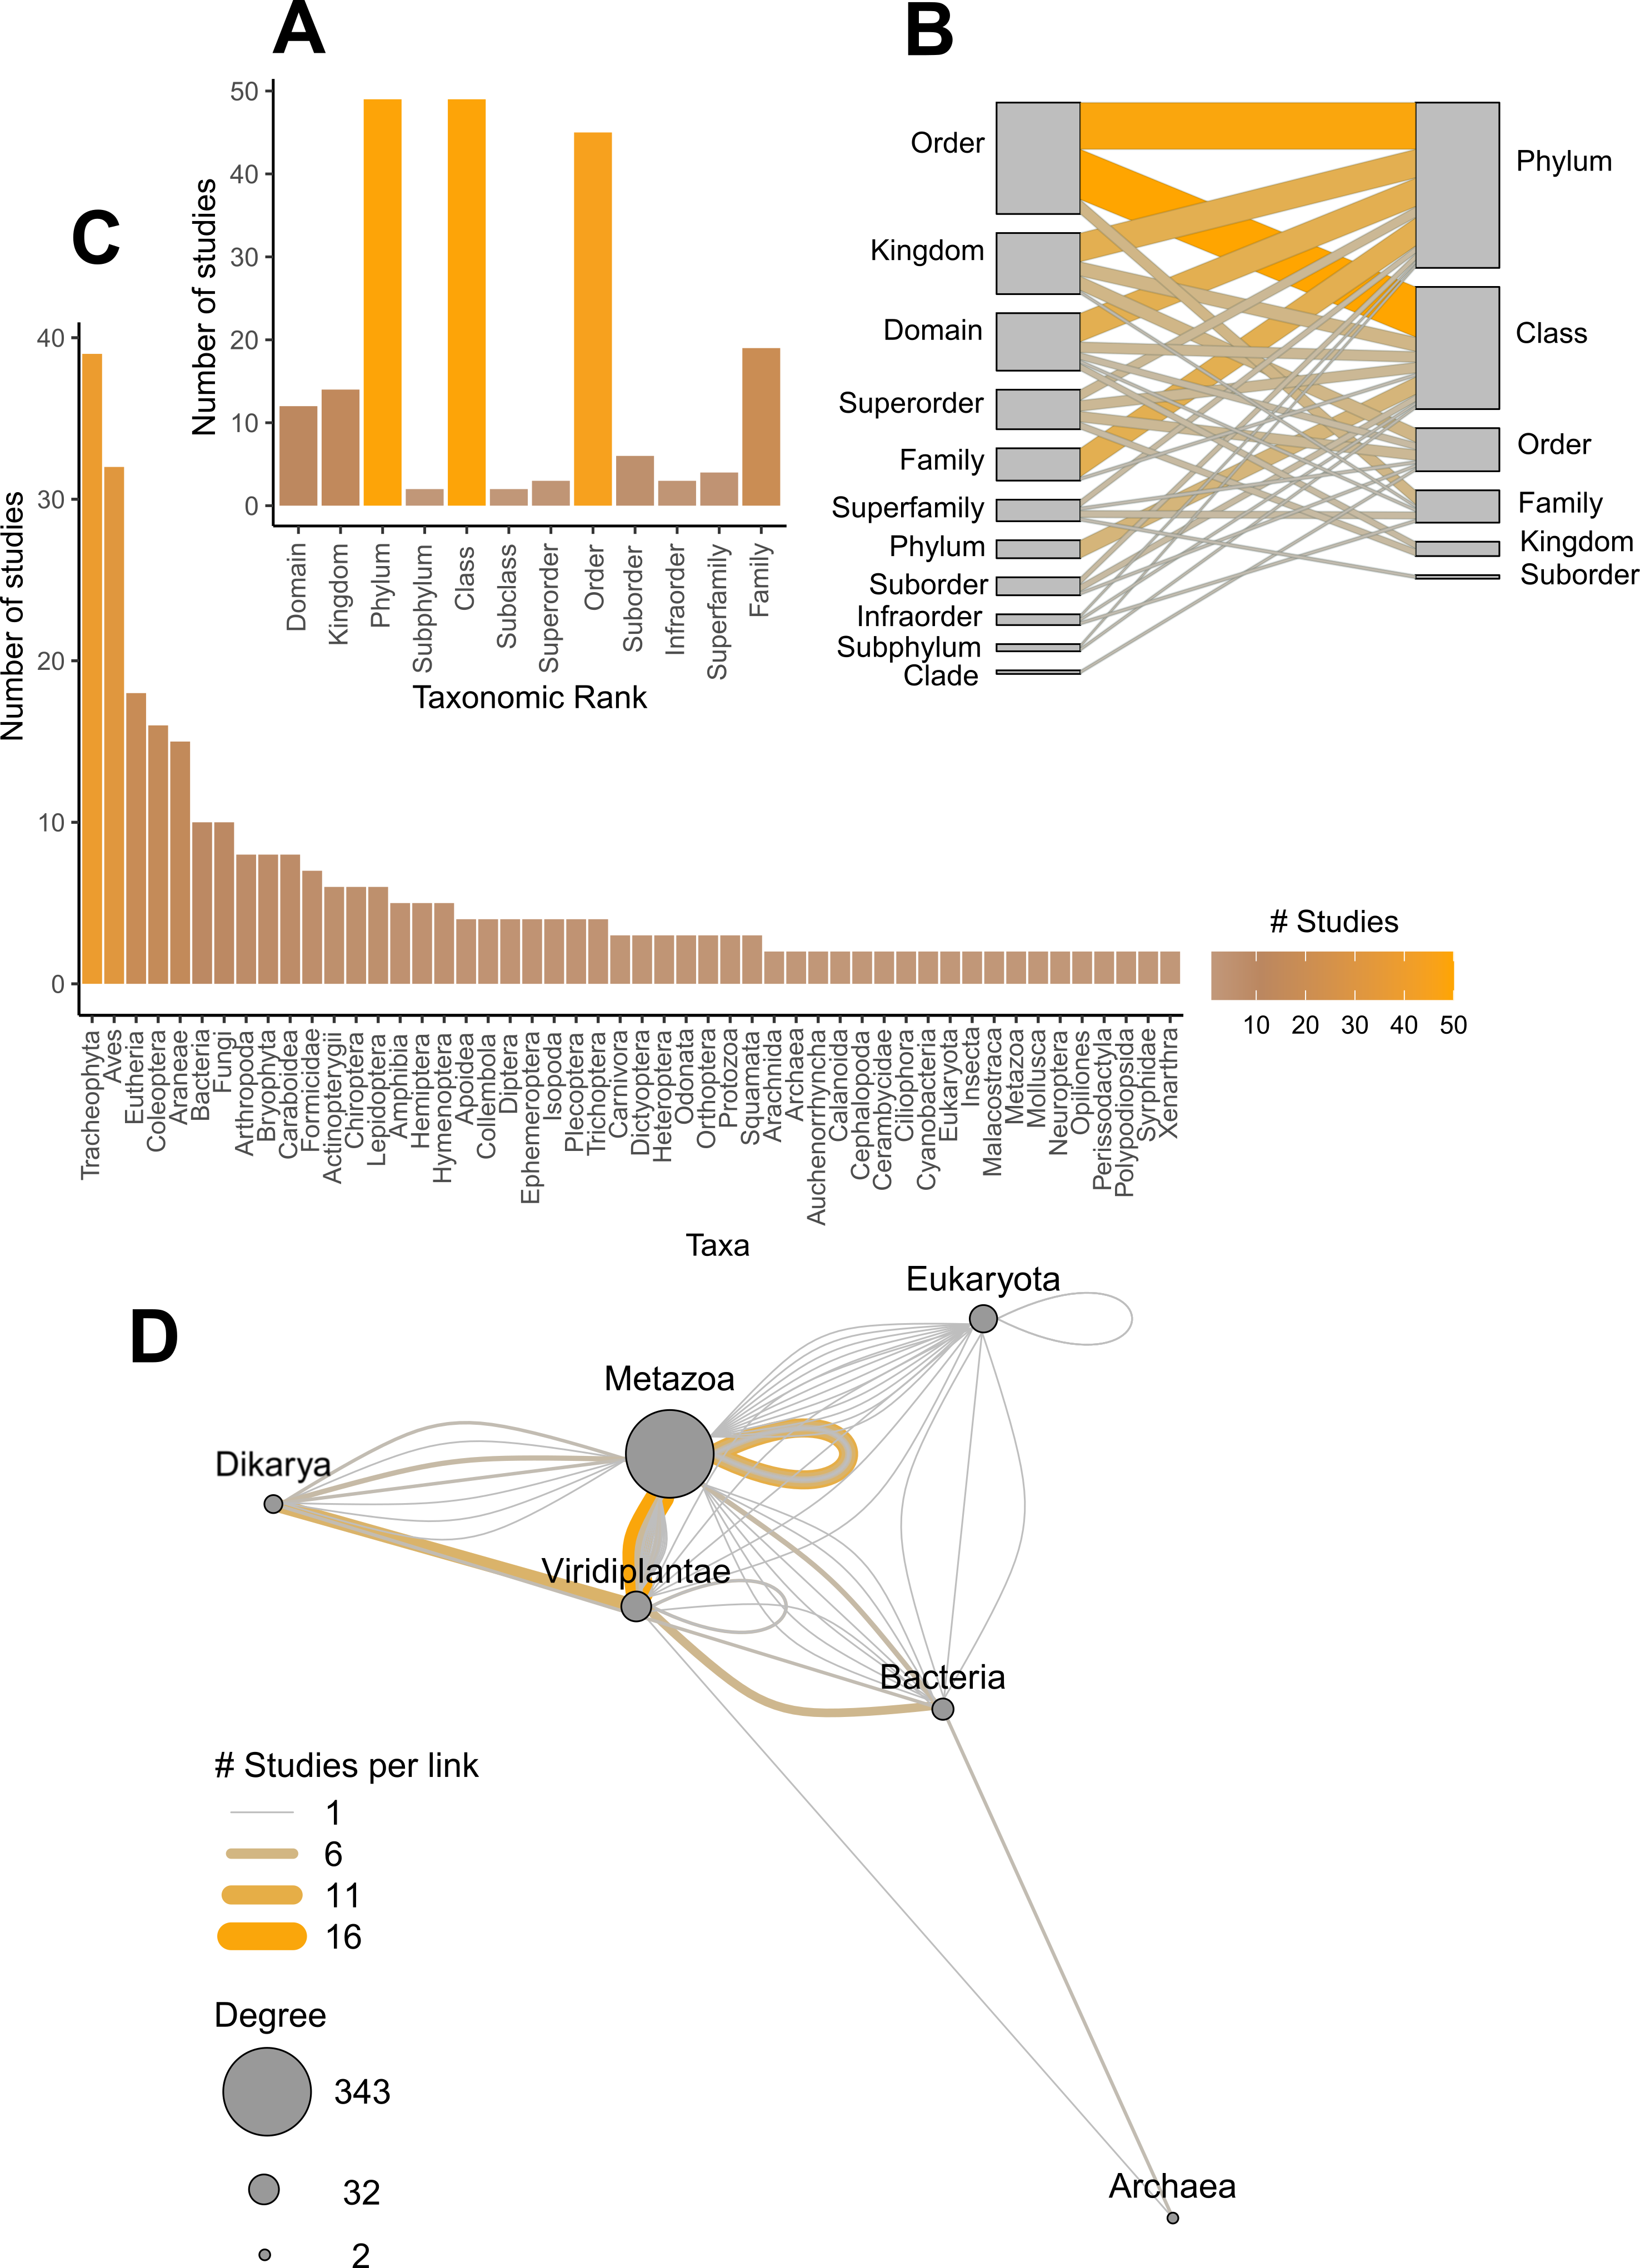 A
Number of studies
50
40
30
20
10
0
Domain
Kingdom
Phylum
Subphylum
Class
Subclass
Superorder
Order
Suborder
Infraorder
Superfamily
Family
Taxonomic Rank
B
Order
Kingdom
Domain
Superorder
Family
Superfamily
Phylum
Suborder
Infraorder
Subphylum
Clade
Phylum
Class
Order
Family
Kingdom
Suborder
C
Number of studies
40
30
20
10
0
Tracheophyta
Aves
Eutheria
Coleoptera
Araneae
Bacteria
Fungi
Arthropoda
Bryophyta
Caraboidea
Formicidae
Actinopterygii
Chiroptera
Lepidoptera
Amphibia
Hemiptera
Hymenoptera
Apoidea
Collembola
Diptera
Ephemeroptera
Isopoda
Plecoptera
Trichoptera
Carnivora
Dictyoptera
Heteroptera
Odonata
Orthoptera
Protozoa
Squamata
Arachnida
Archaea
Auchenorrhyncha
Calanoida
Cephalopoda
Cerambycidae
Ciliophora
Cyanobacteria
Eukaryota
Insecta
Malacostraca
Metazoa
Mollusca
Neuroptera
Opiliones
Perissodactyla
Polypodiopsida
Syrphidae
Xenarthra
Taxa
# Studies
10 20 30 40 50
D
Eukaryota
Metazoa
Dikarya
Viridiplantae
Bacteria
Archaea
# Studies per link
1
6
11
16
Degree
343
32
2